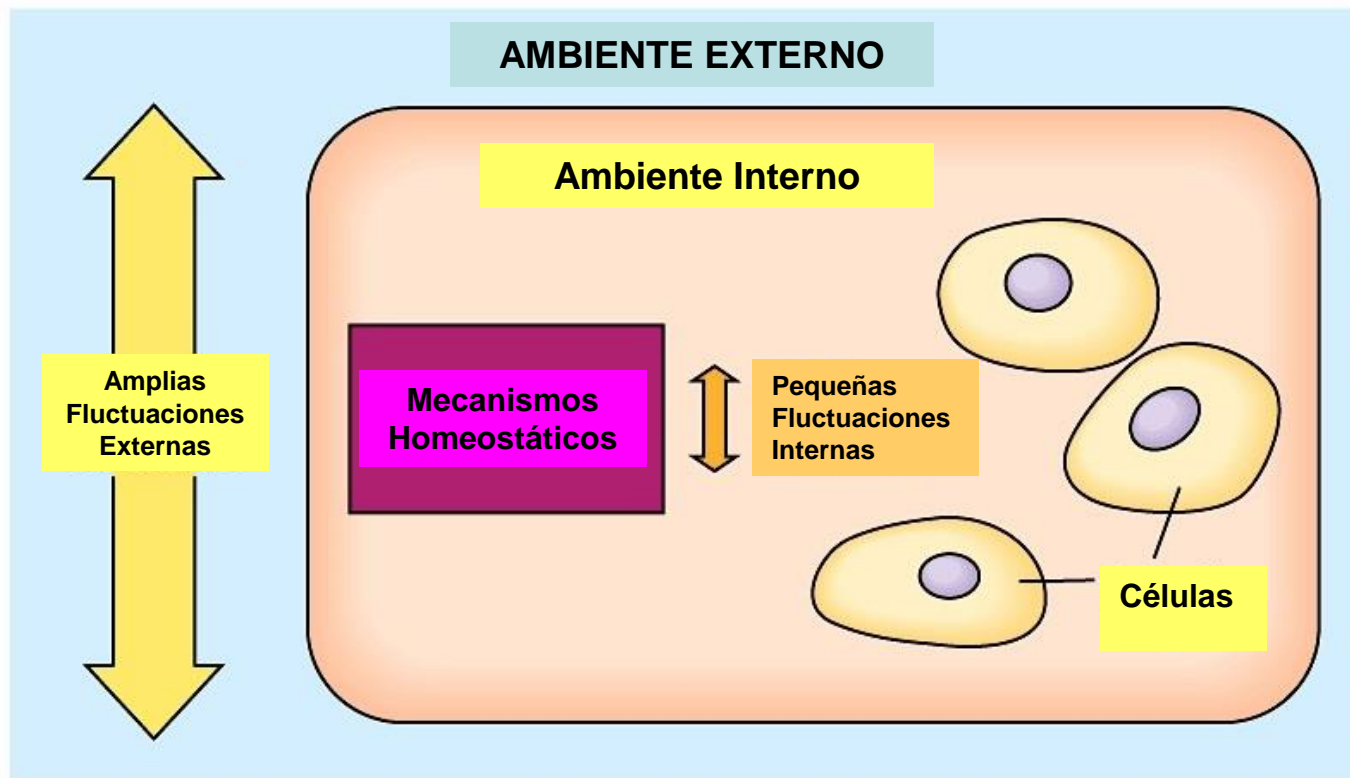 AMBIENTE EXTERNO
Ambiente Interno
Amplias
Fluctuaciones
Externas
Mecanismos
Homeostáticos
Pequeñas
Fluctuaciones
Internas
Células